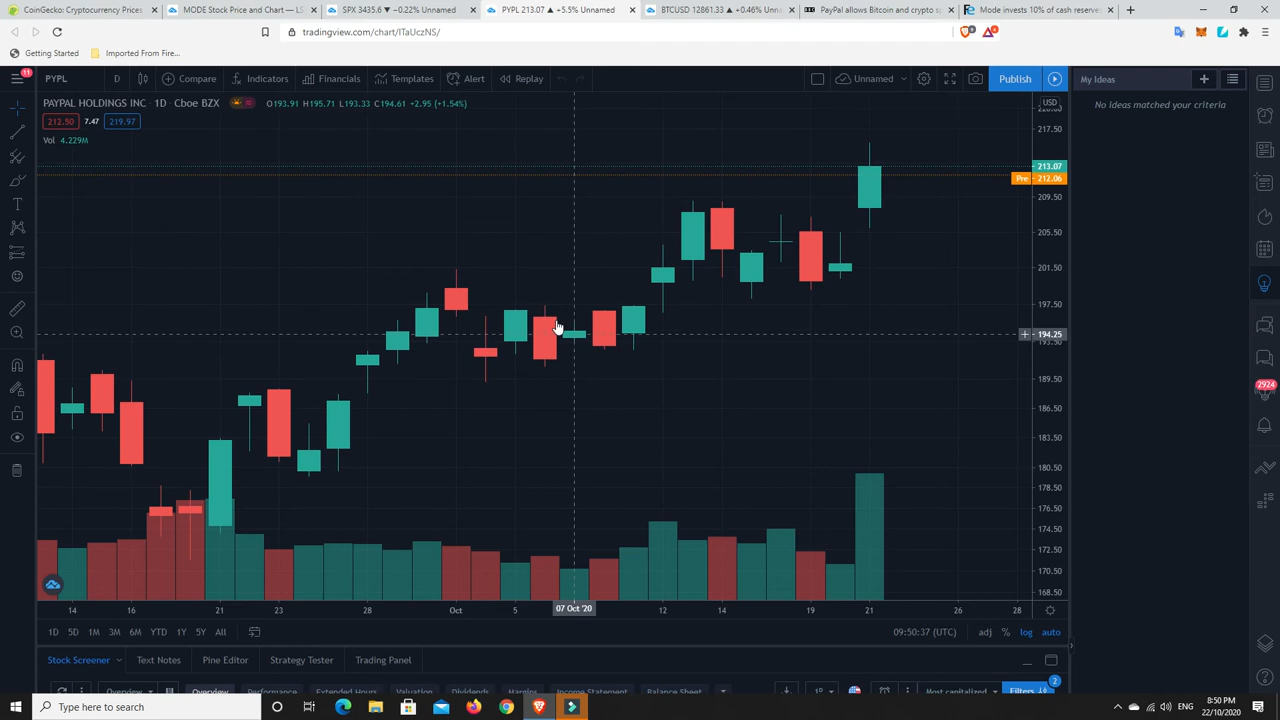 CoinGecko: Cryptocurrency Prices
MODE Stock Price and Chart — LS
SPX 3435.6 ▼ −0.22% Unnamed
PYPL 213.07 ▲ +5.5% Unnamed
BTCUSD 12861.33 ▲ +0.46% Unn
PayPal allows Bitcoin and crypto sp
Mode invests 10% of cash reserves
tradingview.com/chart/ITaUczNS/
Getting Started
Imported From Fire...
11
PYPL
D
Compare
Indicators
Financials
Templates
Alert
Replay
Unnamed
Publish
My Ideas
PAYPAL HOLDINGS INC · 1D · Cboe BZX
O193.91 H195.71 L193.33 C194.61 +2.95 (+1.54%)
USD
No ideas matched your criteria
212.50 7.47 219.97
Vol 4.229M
217.50
213.07
Pre 212.06
209.50
205.50
201.50
197.50
194.25
193.50
189.50
186.50
183.50
180.50
178.50
176.50
174.50
172.50
170.50
168.50
2924
14
16
21
23
28
Oct
5
07 Oct '20
12
14
19
21
26
28
1D 5D 1M 3M 6M YTD 1Y 5Y All
09:50:37 (UTC)
adj % log auto
Stock Screener
Text Notes
Pine Editor
Strategy Tester
Trading Panel
Overview
Overview
Performance
Extended Hours
Valuation
Dividends
Margins
Income Statement
Balance Sheet
Most capitalized
Filters
2
Type here to search
8:50 PM
22/10/2020